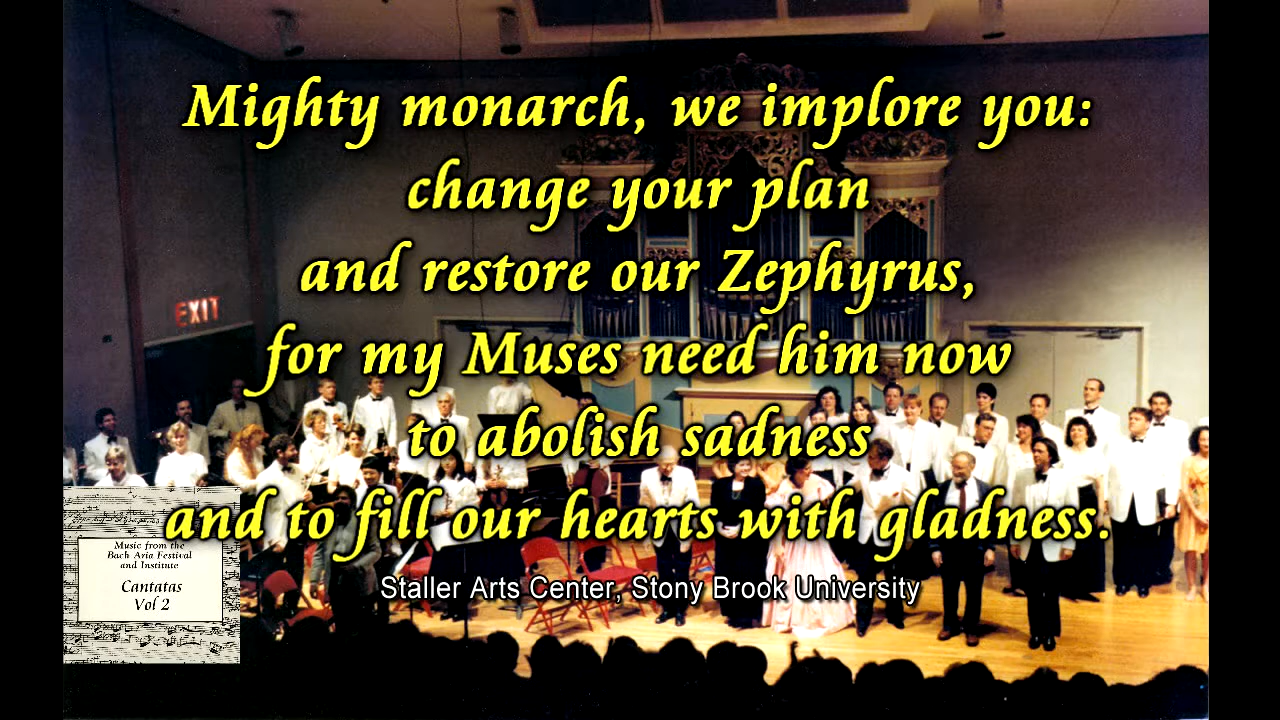 Mighty monarch, we implore you:
change your plan
and restore our Zephyrus,
for my Muses need him now
to abolish sadness
and to fill our hearts with gladness.
EXIT
Music from the
Bach Aria Festival
and Institute
Cantatas
Vol 2
Staller Arts Center, Stony Brook University